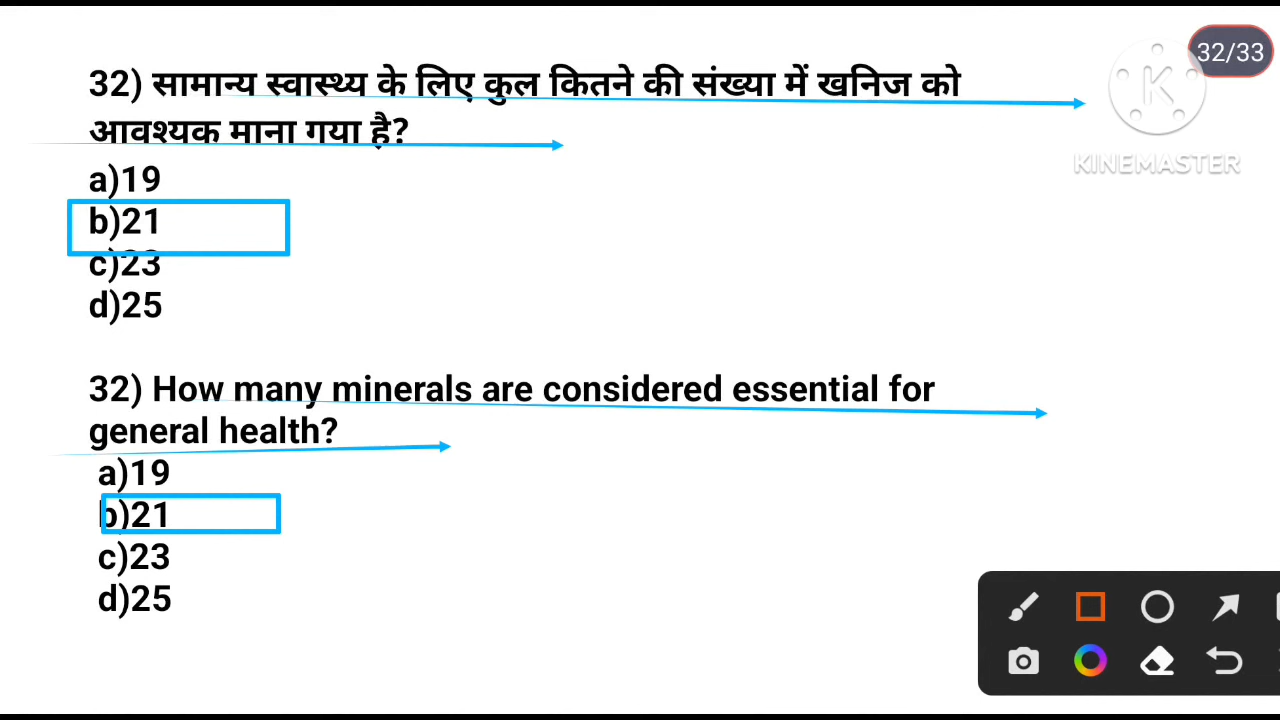 32/33
KINEMASTER
32) सामान्य स्वास्थ्य के लिए कुल कितने की संख्या में खनिज को
आवश्यक माना गया है?
a)19
b)21
c)23
d)25
32) How many minerals are considered essential for
general health?
a)19
b)21
c)23
d)25